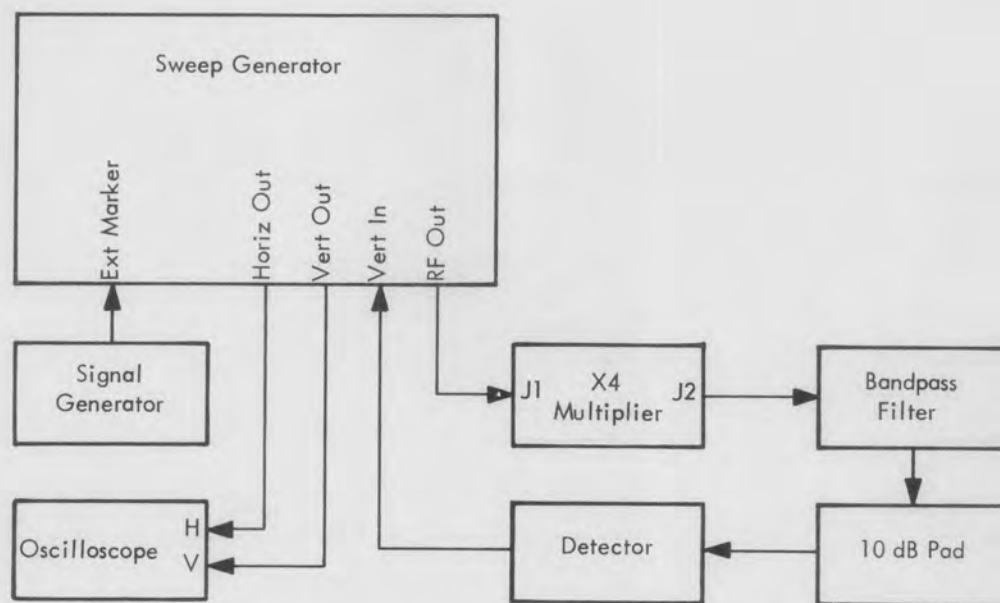 Sweep Generator
Ext Marker
Horiz Out
Vert Out
Vert In
RF Out
Signal
Generator
J1
X4
Multiplier
J2
Bandpass
Filter
Oscilloscope
H
V
Detector
10 dB Pad